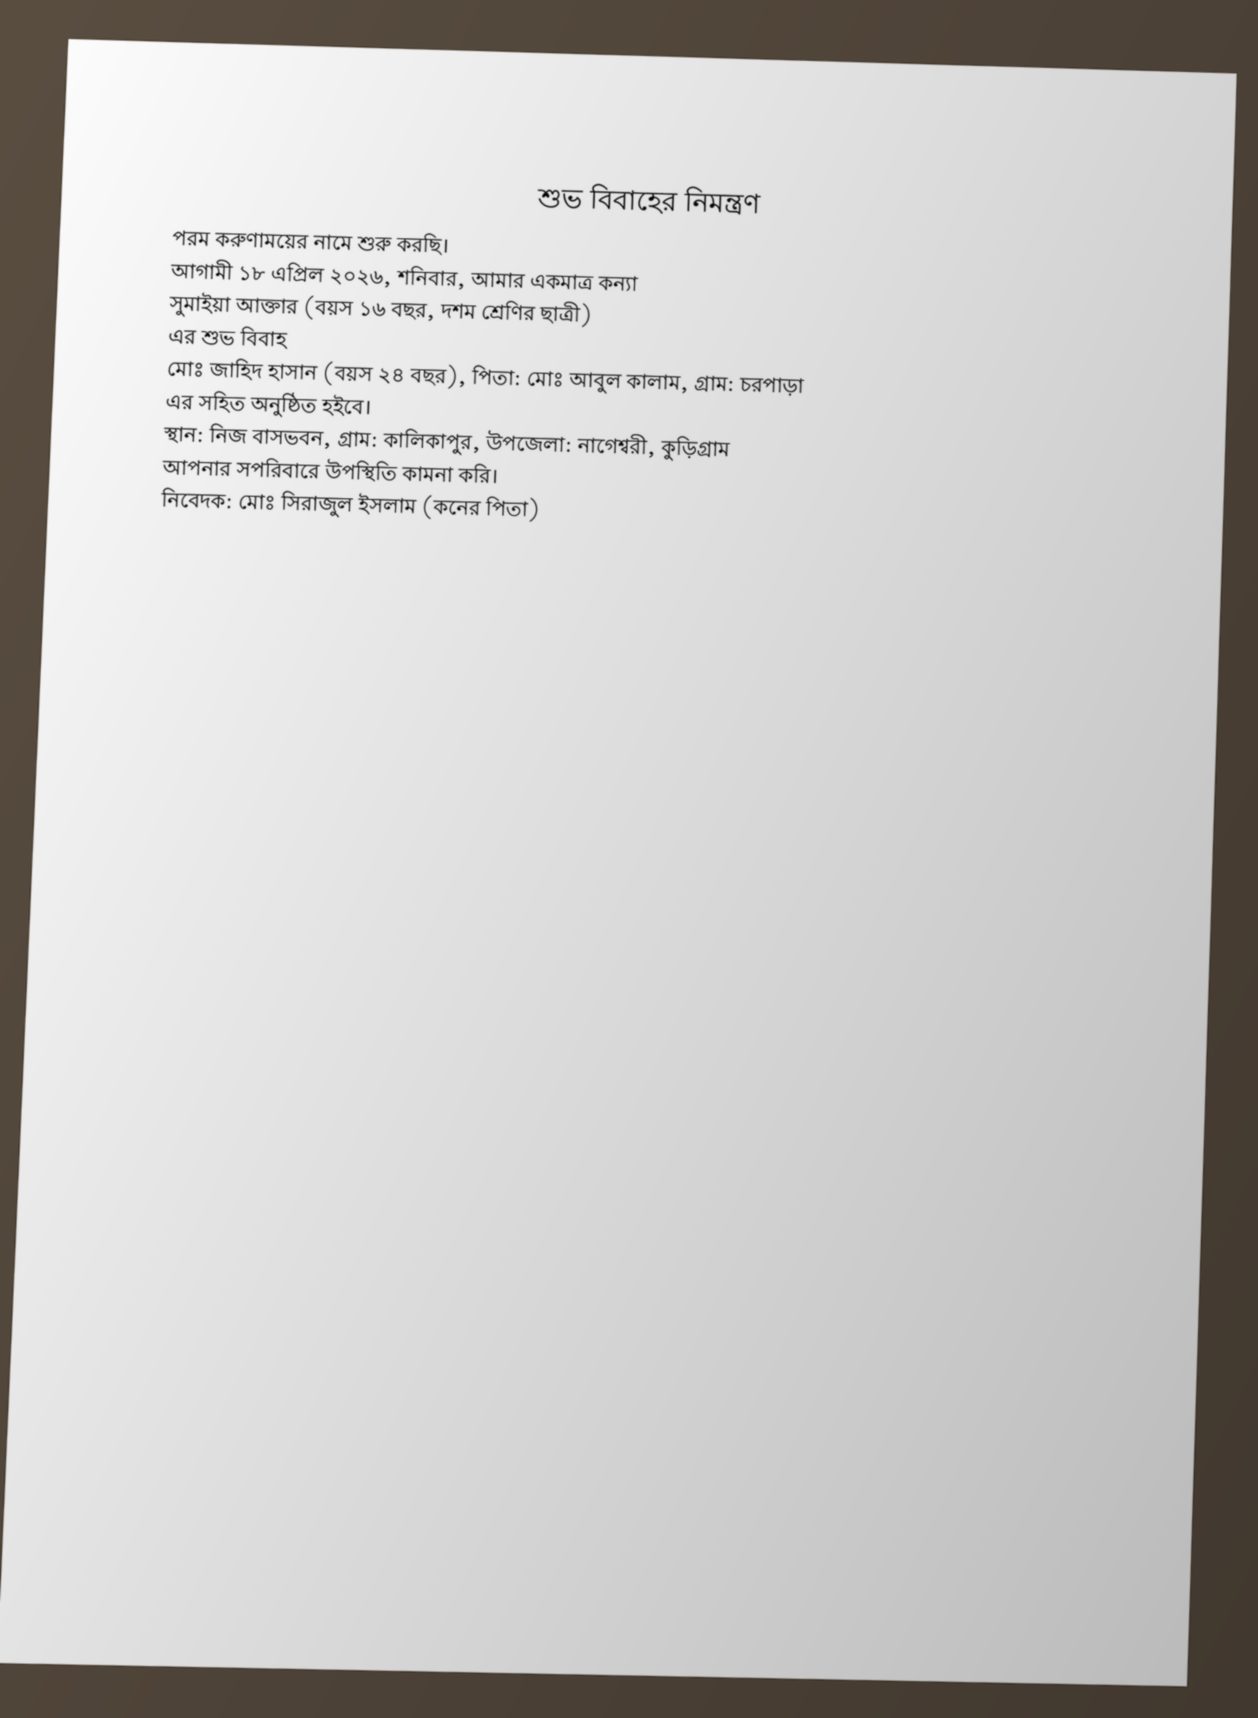 শুভ বিবাহের নিমন্ত্রণ
পরম করুণাময়ের নামে শুরু করছি।
আগামী ১৮ এপ্রিল ২০২৬, শনিবার, আমার একমাত্র কন্যা
সুমাইয়া আক্তার (বয়স ১৬ বছর, দশম শ্রেণির ছাত্রী)
এর শুভ বিবাহ
মোঃ জাহিদ হাসান (বয়স ২৪ বছর), পিতা: মোঃ আবুল কালাম, গ্রাম: চরপাড়া
এর সহিত অনুষ্ঠিত হইবে।
স্থান: নিজ বাসভবন, গ্রাম: কালিকাপুর, উপজেলা: নাগেশ্বরী, কুড়িগ্রাম
আপনার সপরিবারে উপস্থিতি কামনা করি।
নিবেদক: মোঃ সিরাজুল ইসলাম (কনের পিতা)